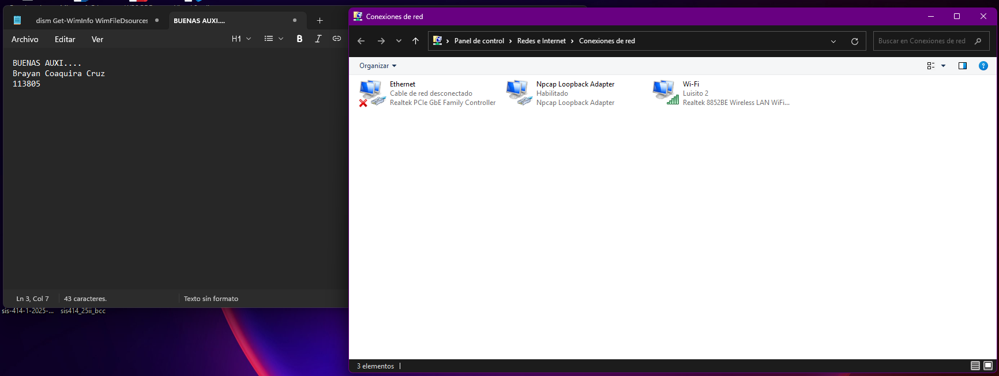 dism Get-WimInfo WimFileDsources
BUENAS AUXI....
Archivo
Editar
Ver
H1
B
I
BUENAS AUXI....
Brayan Coaquira Cruz
113805
Ln 3, Col 7
43 caracteres.
Texto sin formato
sis-414-1-2025-...
sis414_25ii_bcc
Conexiones de red
Panel de control
Redes e Internet
Conexiones de red
Buscar en Conexiones de red
Organizar
Ethernet
Cable de red desconectado
Realtek PCIe GbE Family Controller
Npcap Loopback Adapter
Habilitado
Npcap Loopback Adapter
Wi-Fi
Luisito 2
Realtek 8852BE Wireless LAN WiFi...
3 elementos